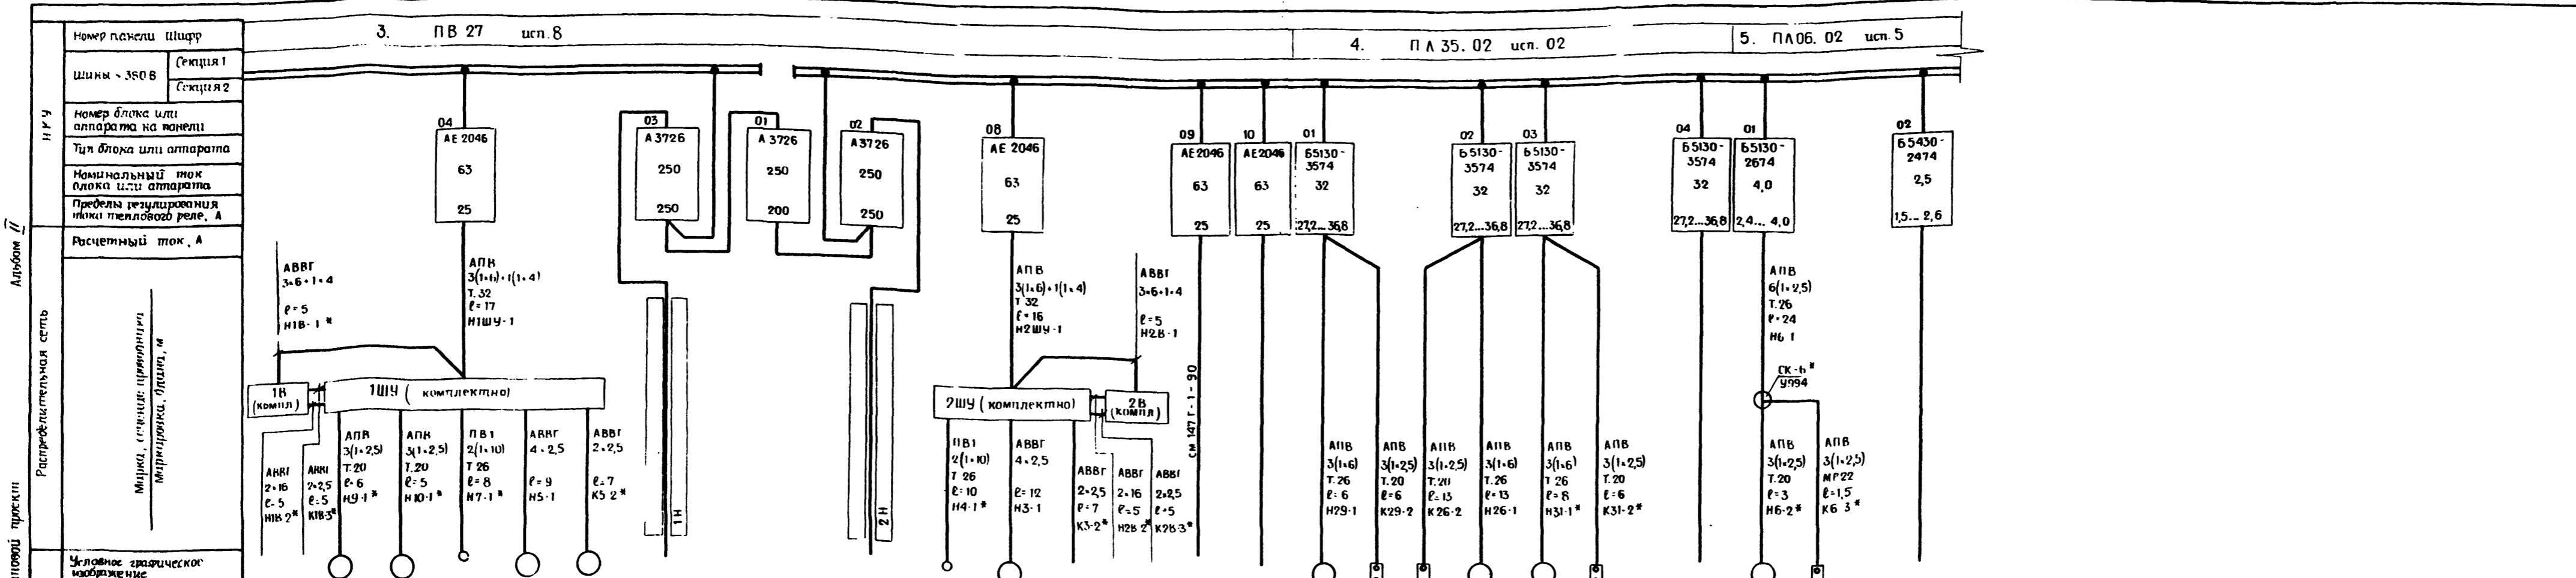 Номер панели Шифр
3. ПВ 27 исп. 8
4. ПЛ 35. 02 исп. 02
5. ПЛ06. 02 исп. 5
Шины ~ 380 В
Секция 1
Секция 2
НКУ
Номер блока или
аппарата на панели
Тип блока или аппарата
Номинальный ток
блока или аппарата
Пределы регулирования
тока теплового реле, А
Расчетный ток, А
Альбом II
Распределительная сеть
Марка, сечение проводника
Маркировка, длина, м
Условное графическое
изображение
типовой проект
04
АЕ 2046
63
25
03
А3726
250
250
01
А 3726
250
200
02
А3726
250
250
08
АЕ 2046
63
25
09
АЕ2046
63
25
10
АЕ2046
63
25
01
Б5130-
3574
32
27,2...36,8
02
Б5130-
3574
32
27,2...36,8
03
Б5130-
3574
32
27,2...36,8
04
Б5130-
3574
32
27,2...36,8
01
Б5130-
2674
4,0
2,4... 4,0
02
Б5430-
2474
2,5
1,5... 2,6
АВВГ
3×6+1×4
ℓ=5
Н1В-1*
АПВ
3(1×6)+1(1×4)
Т.32
ℓ=17
Н1ШУ-1
АПВ
3(1×6)+1(1×4)
Т 32
ℓ=16
Н2ШУ-1
АВВГ
3×6+1×4
ℓ=5
Н2В-1
АПВ
6(1×2,5)
Т.26
ℓ=24
Н6-1
СК-6*
У994
1В
(компл)
1ШУ (комплектно)
2ШУ (комплектно)
2В
(компл)
см 147Г-1-90
1Н
2Н
АВВГ
2×16
ℓ=5
Н1В-2*
АВВГ
2×2,5
ℓ=5
К1В-3*
АПВ
3(1×2,5)
Т.20
ℓ=6
Н9-1*
АПВ
3(1×2,5)
Т.20
ℓ=5
Н10-1*
ПВ1
2(1×10)
Т 26
ℓ=8
Н7-1*
АВВГ
4×2,5
ℓ=9
Н5-1
АВВГ
2×2,5
ℓ=7
К5-2*
ПВ1
2(1×10)
Т 26
ℓ=10
Н4-1*
АВВГ
4×2,5
ℓ=12
Н3-1
АВВГ
2×2,5
ℓ=7
К3-2*
АВВГ
2×16
ℓ=5
Н2В-2*
АВВГ
2×2,5
ℓ=5
К2В-3*
АПВ
3(1×6)
Т.26
ℓ=6
Н29-1
АПВ
3(1×2,5)
Т.20
ℓ=6
К29-2
АПВ
3(1×2,5)
Т.20
ℓ=13
К26-2
АПВ
3(1×6)
Т.26
ℓ=13
Н26-1
АПВ
3(1×6)
Т 26
ℓ=8
Н31-1*
АПВ
3(1×2,5)
Т.20
ℓ=6
К31-2*
АПВ
3(1×2,5)
Т.20
ℓ=3
Н6-2*
АПВ
3(1×2,5)
МР22
ℓ=1,5
К6-3*